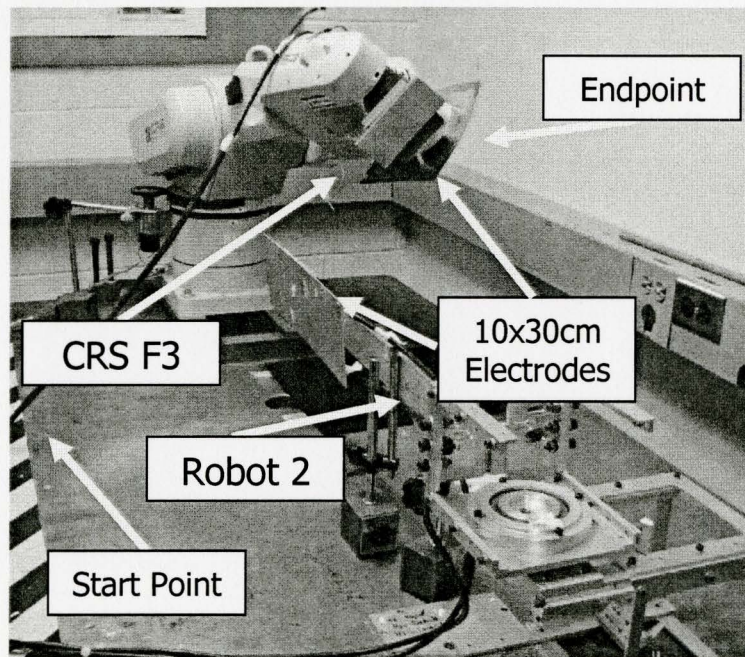 Endpoint
10x30cm
Electrodes
CRS F3
Robot 2
Start Point